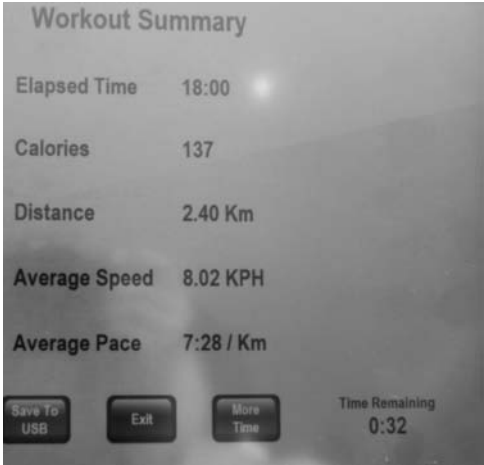 Workout Summary
Elapsed Time 18:00
Calories 137
Distance 2.40 Km
Average Speed 8.02 KPH
Average Pace 7:28 / Km
Save To
USB
Exit
More
Time
Time Remaining
0:32